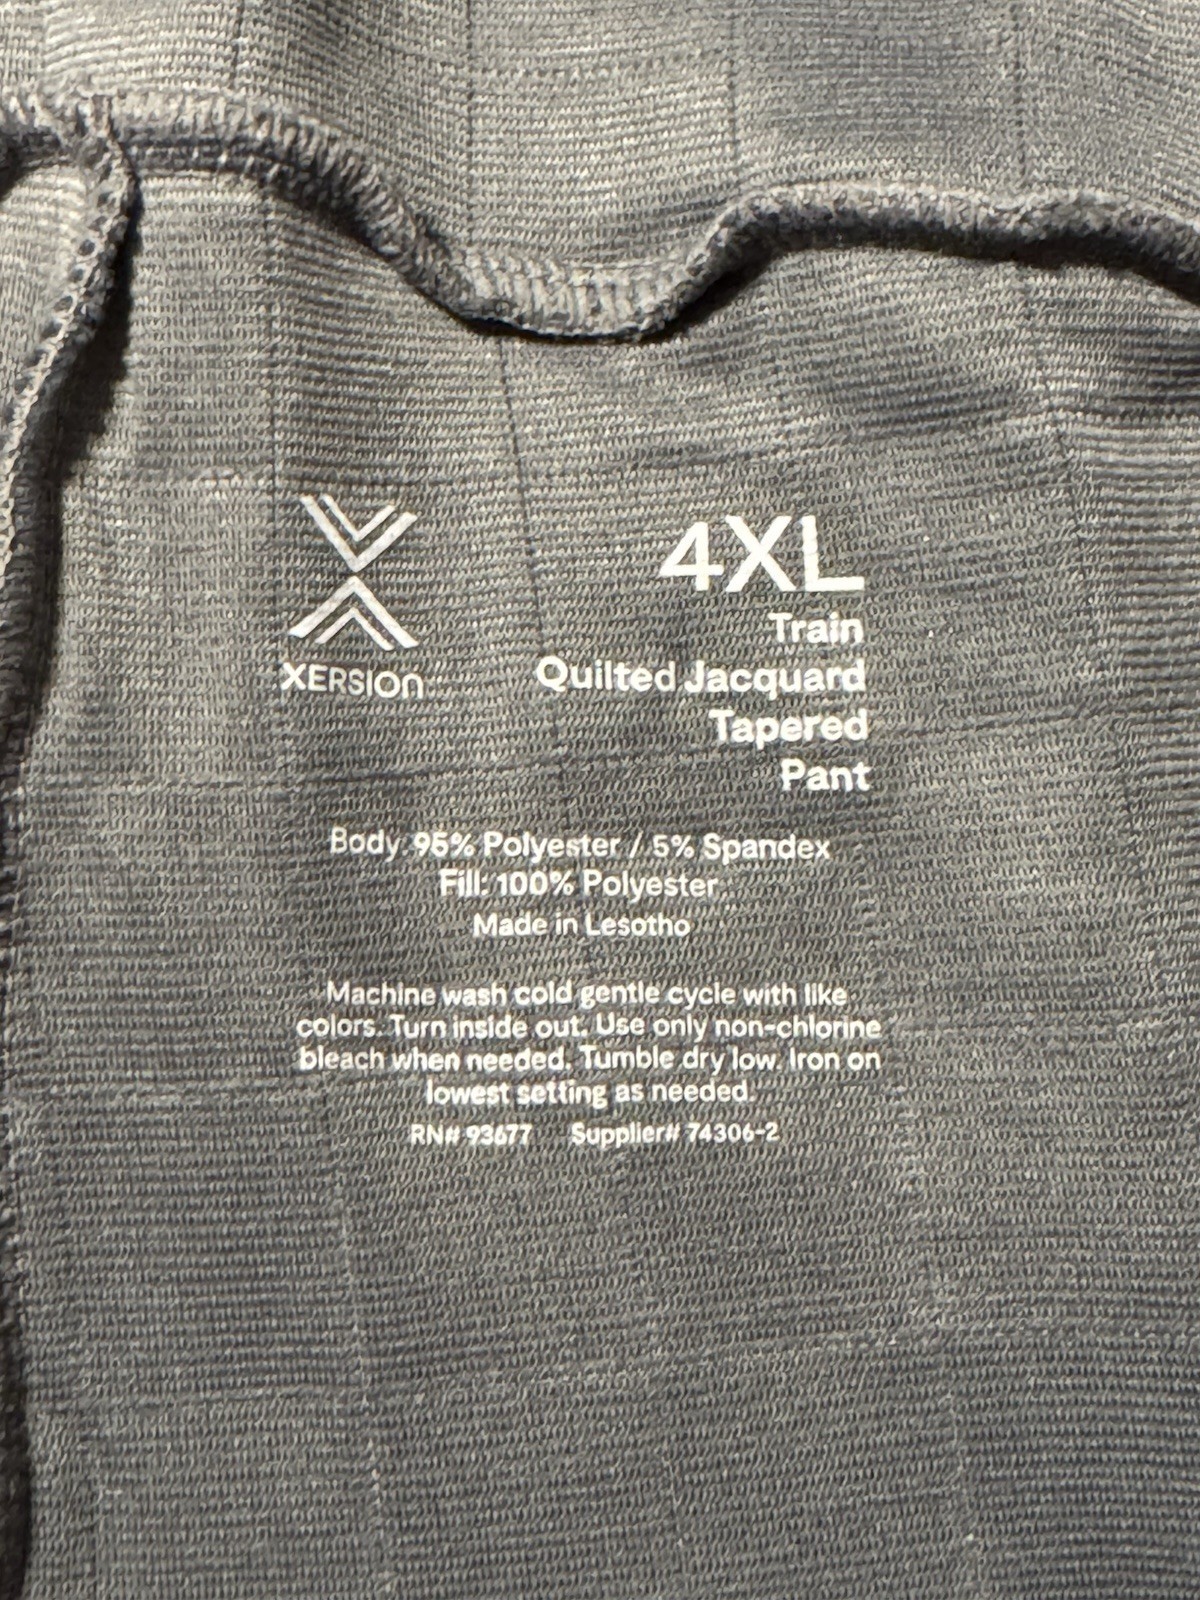 XERSION
4XL
Train
Quilted Jacquard
Tapered
Pant
Body: 95% Polyester / 5% Spandex
Fill: 100% Polyester
Made in Lesotho
Machine wash cold gentle cycle with like
colors. Turn inside out. Use only non-chlorine
bleach when needed. Tumble dry low. Iron on
lowest setting as needed.
RN# 93677 Supplier# 74306-2